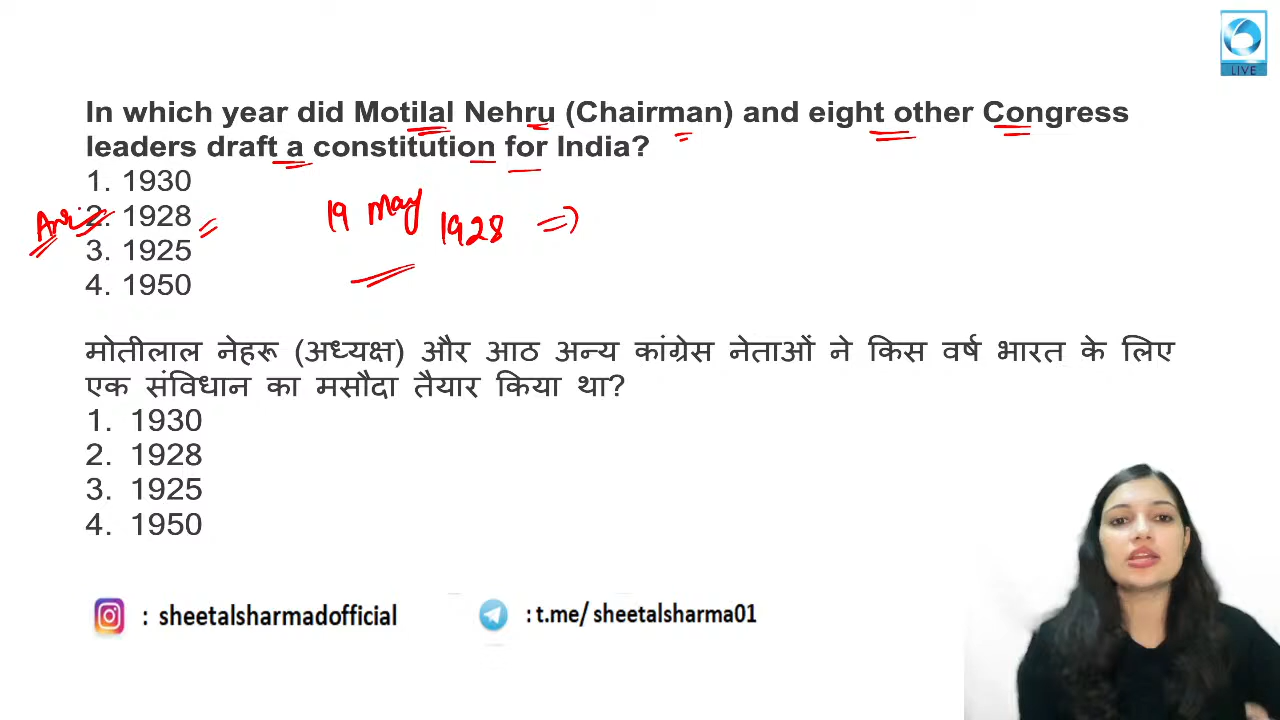 LIVE
In which year did Motilal Nehru (Chairman) and eight other Congress
leaders draft a constitution for India?
1. 1930
Ans. 2. 1928
19 May 1928 ⇒
3. 1925
4. 1950
मोतीलाल नेहरू (अध्यक्ष) और आठ अन्य कांग्रेस नेताओं ने किस वर्ष भारत के लिए
एक संविधान का मसौदा तैयार किया था?
1. 1930
2. 1928
3. 1925
4. 1950
: sheetalsharmadofficial
: t.me/ sheetalsharma01